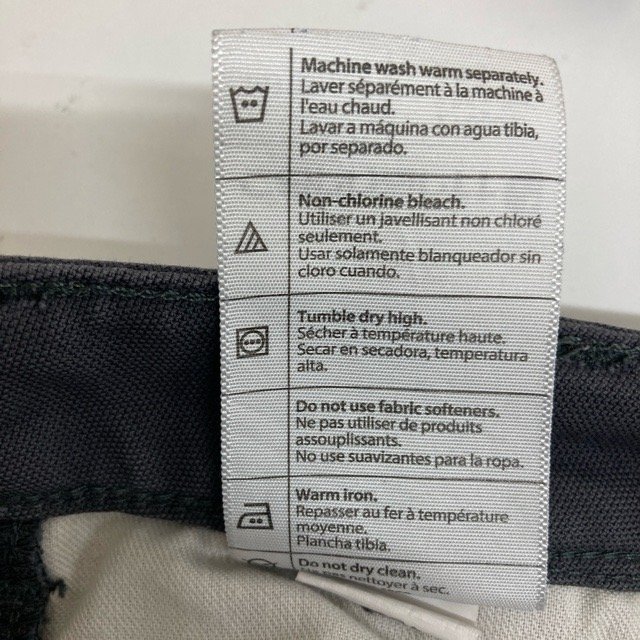 Machine wash warm separately.
Laver séparément à la machine à
l'eau chaud.
Lavar a máquina con agua tibia,
por separado.
Non-chlorine bleach.
Utiliser un javellisant non chloré
seulement.
Usar solamente blanqueador sin
cloro cuando.
Tumble dry high.
Sécher à température haute.
Secar en secadora, temperatura
alta.
Do not use fabric softeners.
Ne pas utiliser de produits
assouplissants.
No use suavizantes para la ropa.
Warm iron.
Repasser au fer à température
moyenne.
Plancha tibia.
Do not dry clean.
pas nettoyer à sec.